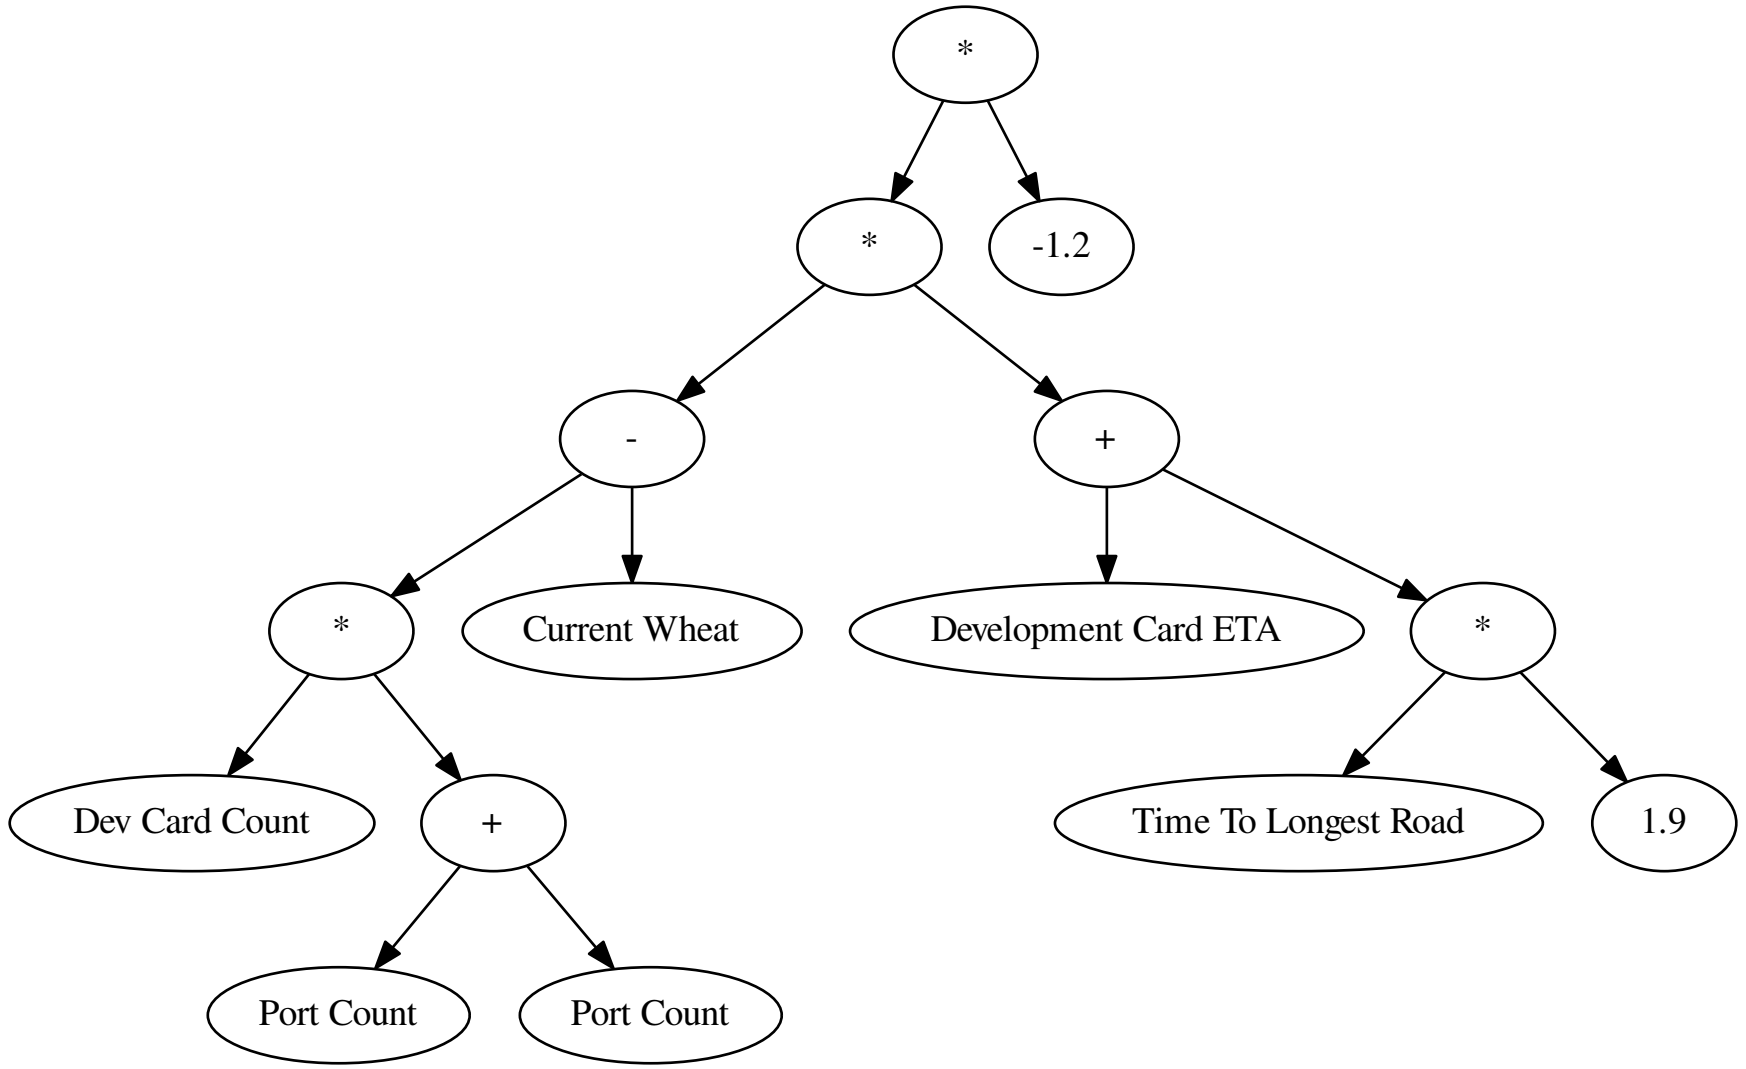 *
*
-1.2
-
+
*
Current Wheat
Development Card ETA
*
Dev Card Count
+
Time To Longest Road
1.9
Port Count
Port Count